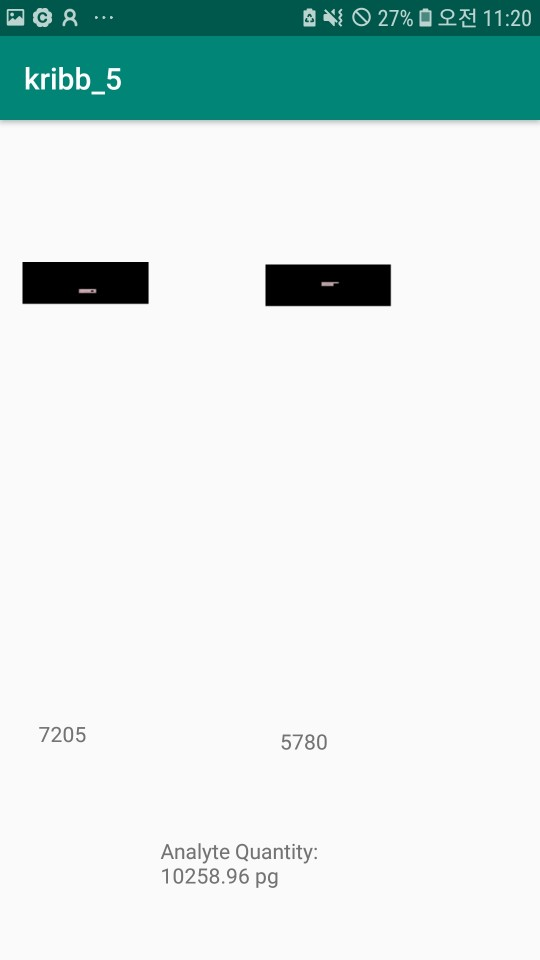 27% 오전 11:20
kribb_5
7205
5780
Analyte Quantity:
10258.96 pg